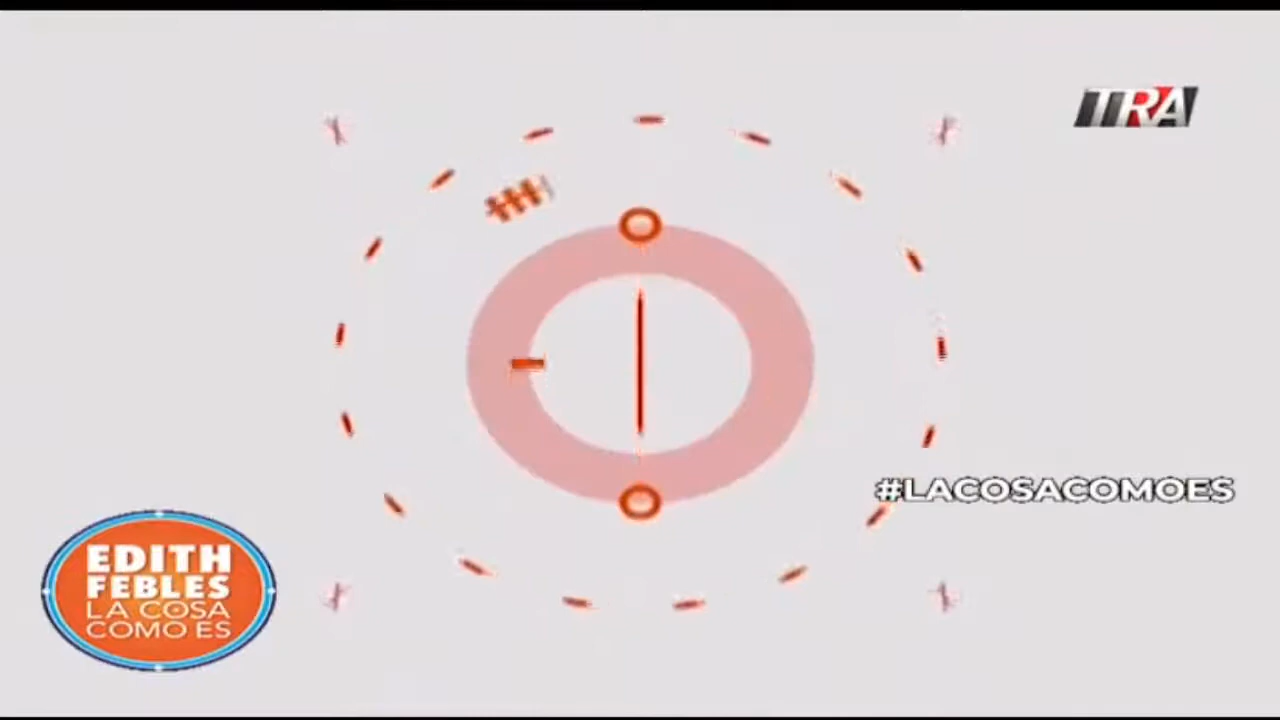 TRA
#LACOSACOMOES
EDITH
FEBLES
LA COSA
COMO ES